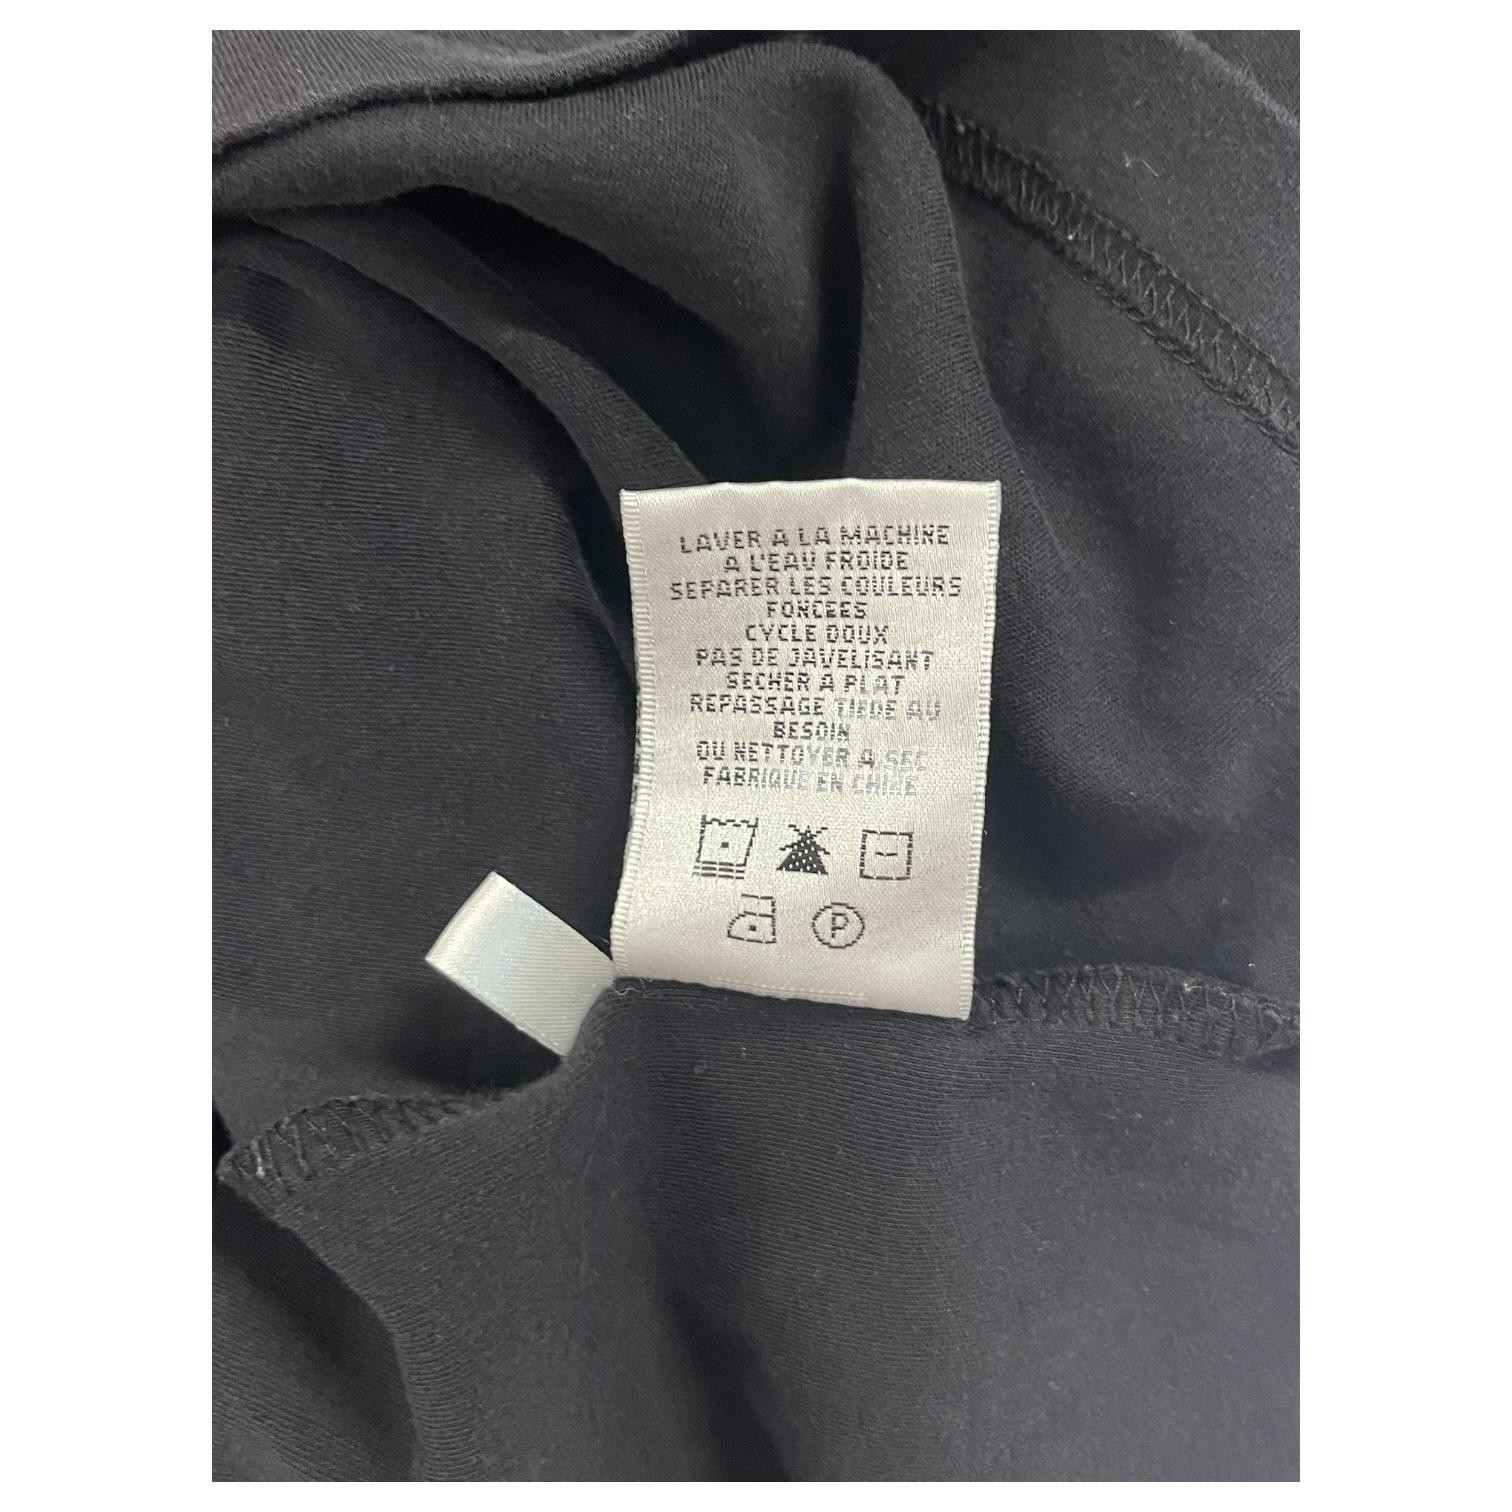 LAVER A LA MACHINE
A L'EAU FROIDE
SEPARER LES COULEURS
FONCEES
CYCLE DOUX
PAS DE JAVELISANT
SECHER A PLAT
REPASSAGE TIEDE AU
BESOIN
OU NETTOYER A SEC
FABRIQUE EN CHINE
P